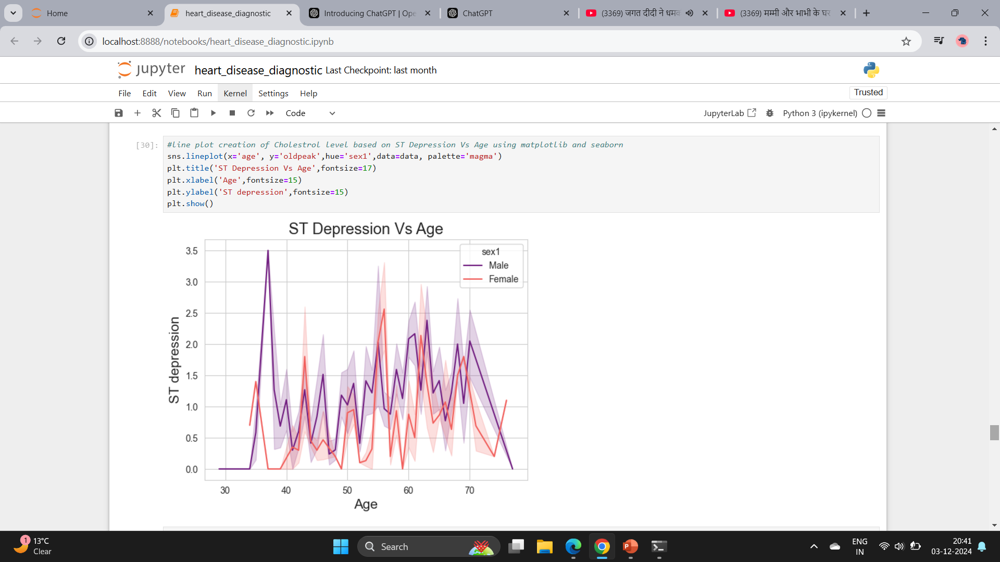 Home
heart_disease_diagnostic
Introducing ChatGPT | Ope
ChatGPT
(3369) जगत दीदी ने धमव
(3369) मम्मी और भाभी के घर
localhost:8888/notebooks/heart_disease_diagnostic.ipynb
jupyter heart_disease_diagnostic Last Checkpoint: last month
File Edit View Run Kernel Settings Help
Trusted
Code
JupyterLab
Python 3 (ipykernel)
[30]:
#line plot creation of Cholestrol level based on ST Depression Vs Age using matplotlib and seaborn
sns.lineplot(x='age', y='oldpeak',hue='sex1',data=data, palette='magma')
plt.title('ST Depression Vs Age',fontsize=17)
plt.xlabel('Age',fontsize=15)
plt.ylabel('ST depression',fontsize=15)
plt.show()
ST Depression Vs Age
sex1
Male
Female
3.5
3.0
2.5
2.0
1.5
1.0
0.5
0.0
ST depression
30 40 50 60 70
Age
1
13°C
Clear
Search
P
ENG
IN
20:41
03-12-2024